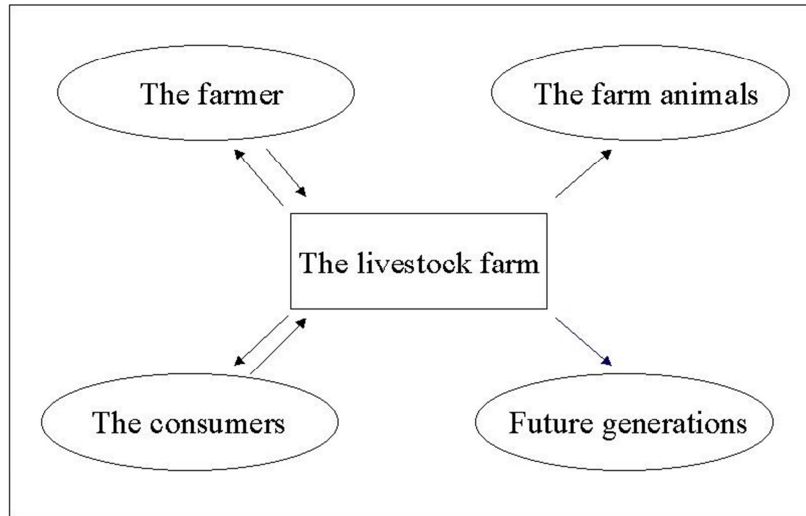 The farmer
The farm animals
The livestock farm
The consumers
Future generations